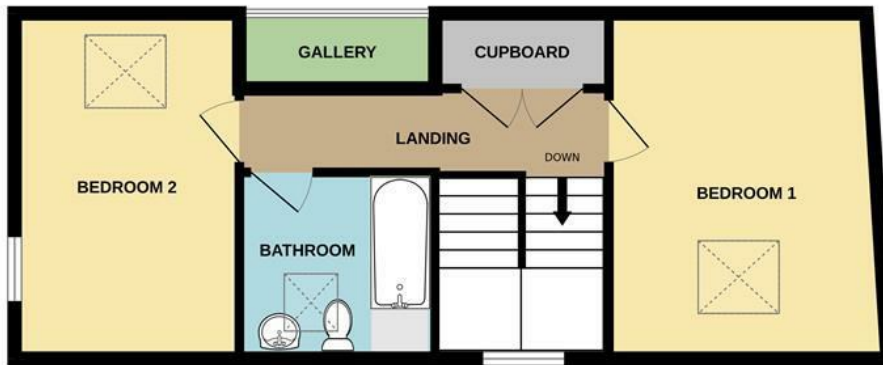 GALLERY
CUPBOARD
LANDING
DOWN
BEDROOM 2
BEDROOM 1
BATHROOM